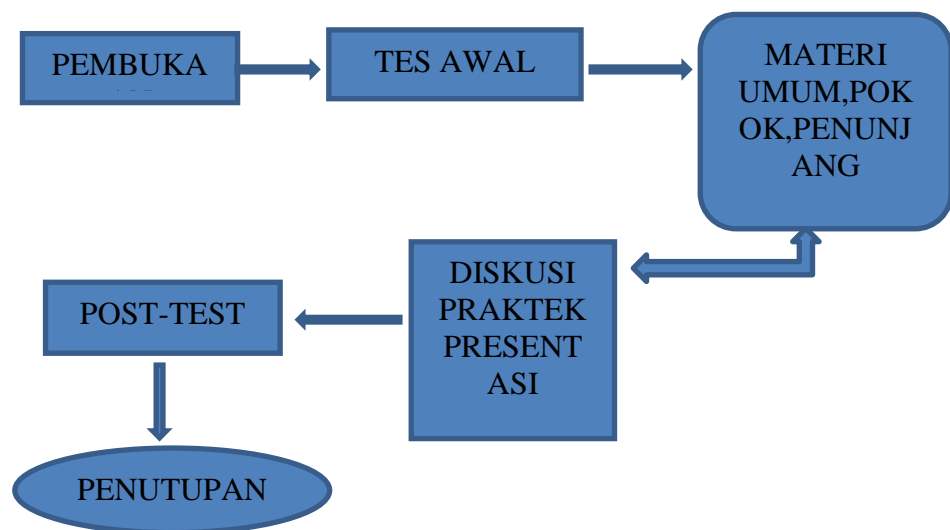 PEMBUKA
TES AWAL
MATERI
UMUM,POK
OK,PENUNJ
ANG
DISKUSI
PRAKTEK
PRESENT
ASI
POST-TEST
PENUTUPAN